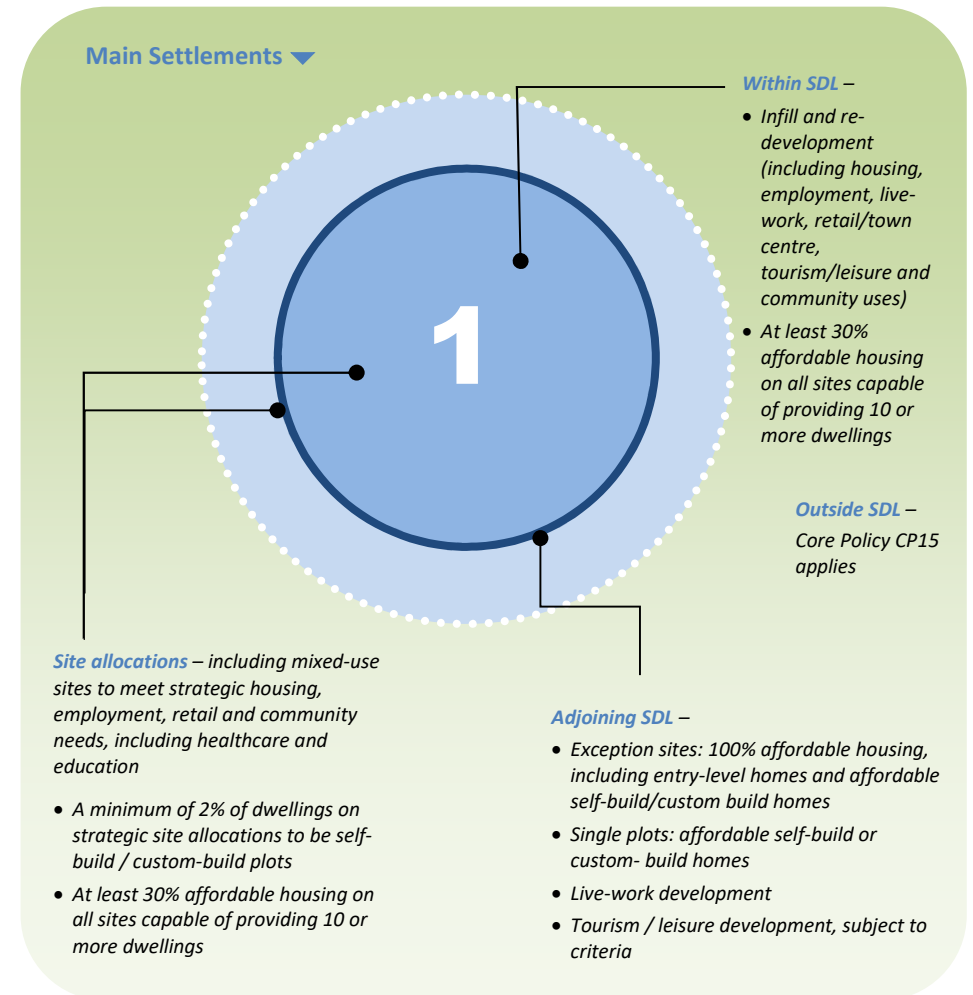 Main Settlements
Within SDL –
• Infill and re-
development
(including housing,
employment, live-
work, retail/town
centre,
tourism/leisure and
community uses)
• At least 30%
affordable housing
on all sites capable
of providing 10 or
more dwellings
1
Outside SDL –
Core Policy CP15
applies
Site allocations – including mixed-use
sites to meet strategic housing,
employment, retail and community
needs, including healthcare and
education
• A minimum of 2% of dwellings on
strategic site allocations to be self-
build / custom-build plots
• At least 30% affordable housing on
all sites capable of providing 10 or
more dwellings
Adjoining SDL –
• Exception sites: 100% affordable housing,
including entry-level homes and affordable
self-build/custom build homes
• Single plots: affordable self-build or
custom- build homes
• Live-work development
• Tourism / leisure development, subject to
criteria